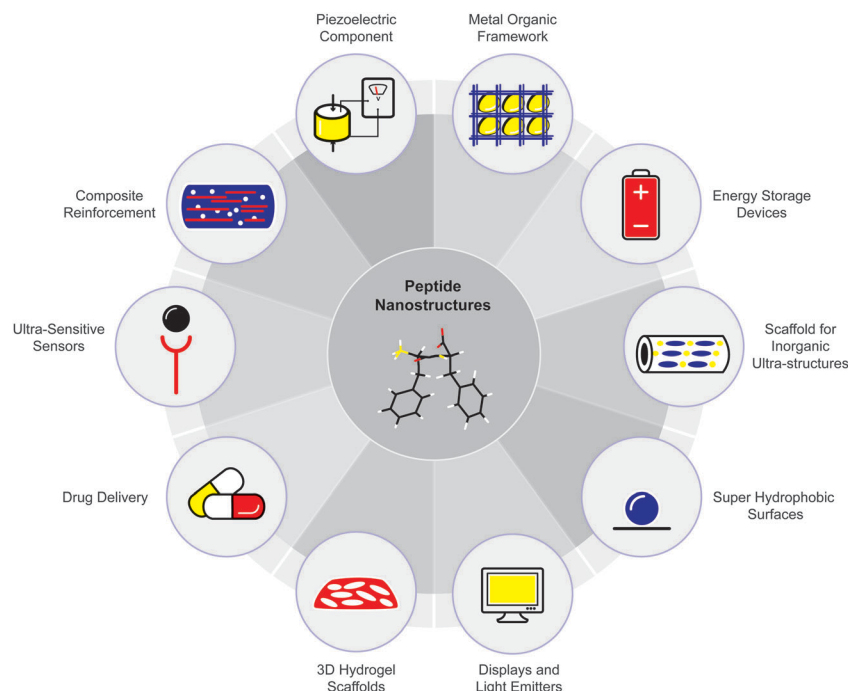 Piezoelectric
Component
Metal Organic
Framework
Composite
Reinforcement
Energy Storage
Devices
Peptide
Nanostructures
Ultra-Sensitive
Sensors
Scaffold for
Inorganic
Ultra-structures
Drug Delivery
Super Hydrophobic
Surfaces
3D Hydrogel
Scaffolds
Displays and
Light Emitters
V
+
−